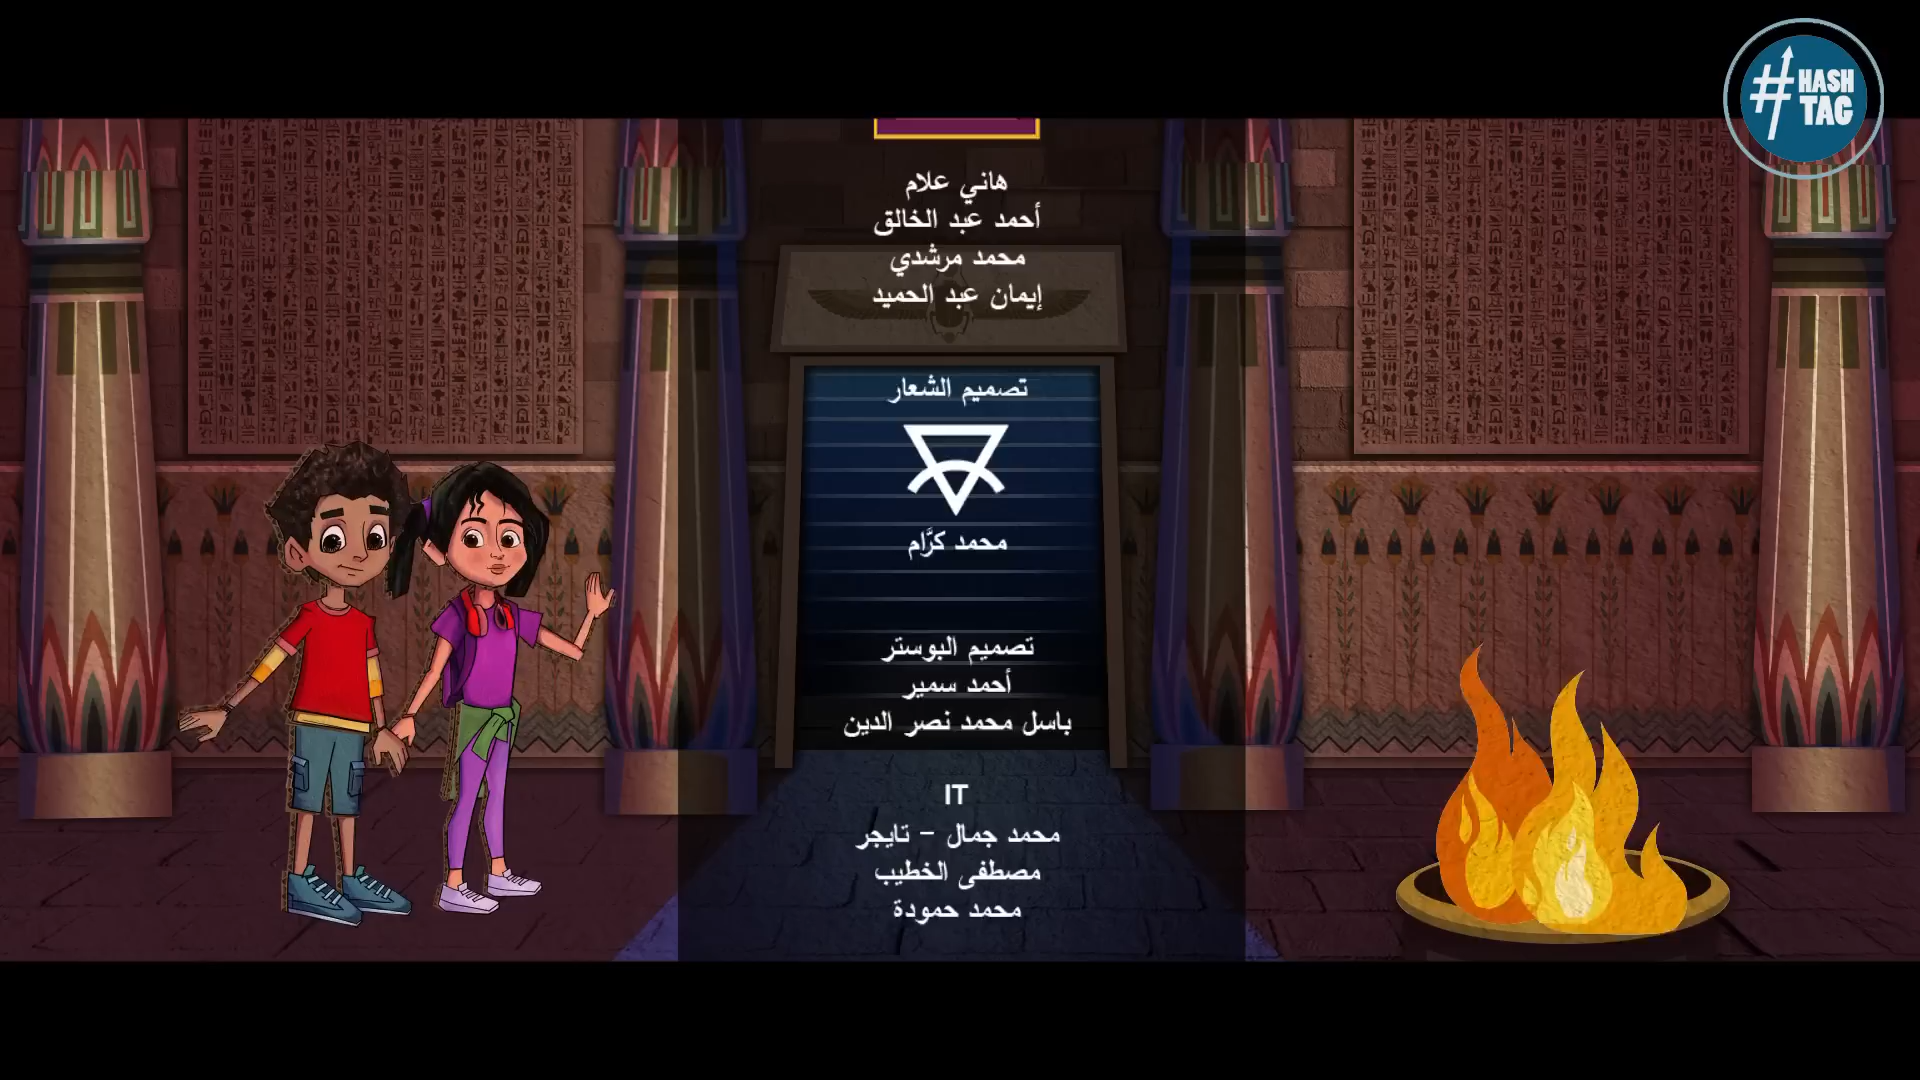 #HASH
TAG
هاني علام
أحمد عبد الخالق
محمد مرشدي
إيمان عبد الحميد
تصميم الشعار
محمد كرَّام
تصميم البوستر
أحمد سمير
باسل محمد نصر الدين
IT
محمد جمال - تايجر
مصطفى الخطيب
محمد حمودة